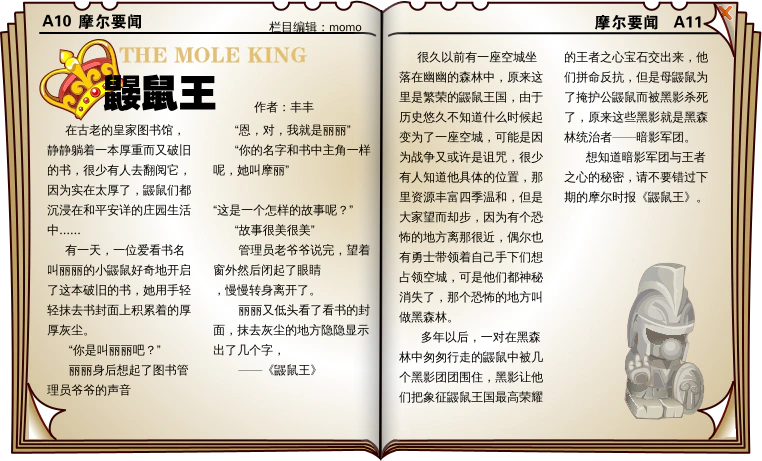 A10 摩尔要闻
栏目编辑：momo
THE MOLE KING
鼹鼠王
作者：丰丰
在古老的皇家图书馆，
静静躺着一本厚重而又破旧
的书，很少有人去翻阅它，
因为实在太厚了，鼹鼠们都
沉浸在和平安详的庄园生活
中......
有一天，一位爱看书名
叫丽丽的小鼹鼠好奇地开启
了这本破旧的书，她用手轻
轻抹去书封面上积累着的厚
厚灰尘。
“你是叫丽丽吧？”
丽丽身后想起了图书管
理员爷爷的声音
“恩，对，我就是丽丽”
“你的名字和书中主角一样
呢，她叫摩丽”
“这是一个怎样的故事呢？”
“故事很美很美”
管理员老爷爷说完，望着
窗外然后闭起了眼睛
，慢慢转身离开了。
丽丽又低头看了看书的封
面，抹去灰尘的地方隐隐显示
出了几个字，
——《鼹鼠王》
摩尔要闻 A11
很久以前有一座空城坐
落在幽幽的森林中，原来这
里是繁荣的鼹鼠王国，由于
历史悠久不知道什么时候起
变为了一座空城，可能是因
为战争又或许是诅咒，很少
有人知道他具体的位置，那
里资源丰富四季温和，但是
大家望而却步，因为有个恐
怖的地方离那很近，偶尔也
有勇士带领着自己手下们想
占领空城，可是他们都神秘
消失了，那个恐怖的地方叫
做黑森林。
多年以后，一对在黑森
林中匆匆行走的鼹鼠中被几
个黑影团团围住，黑影让他
们把象征鼹鼠王国最高荣耀
的王者之心宝石交出来，他
们拼命反抗，但是母鼹鼠为
了掩护公鼹鼠而被黑影杀死
了，原来这些黑影就是黑森
林统治者——暗影军团。
想知道暗影军团与王者
之心的秘密，请不要错过下
期的摩尔时报《鼹鼠王》。